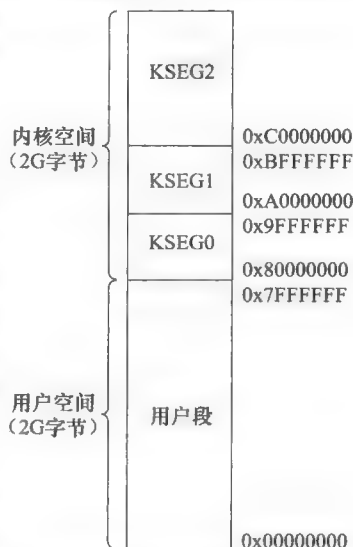 KSEG2
内核空间
(2G字节)
0xC0000000
0xBFFFFFF
KSEG1
0xA0000000
0x9FFFFFF
KSEG0
0x80000000
0x7FFFFFF
用户空间
(2G字节)
用户段
0x00000000